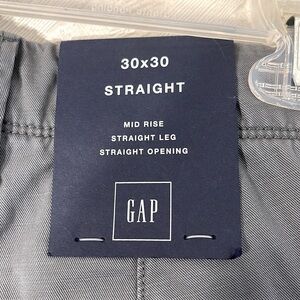 30x30
STRAIGHT
MID RISE
STRAIGHT LEG
STRAIGHT OPENING
GAP